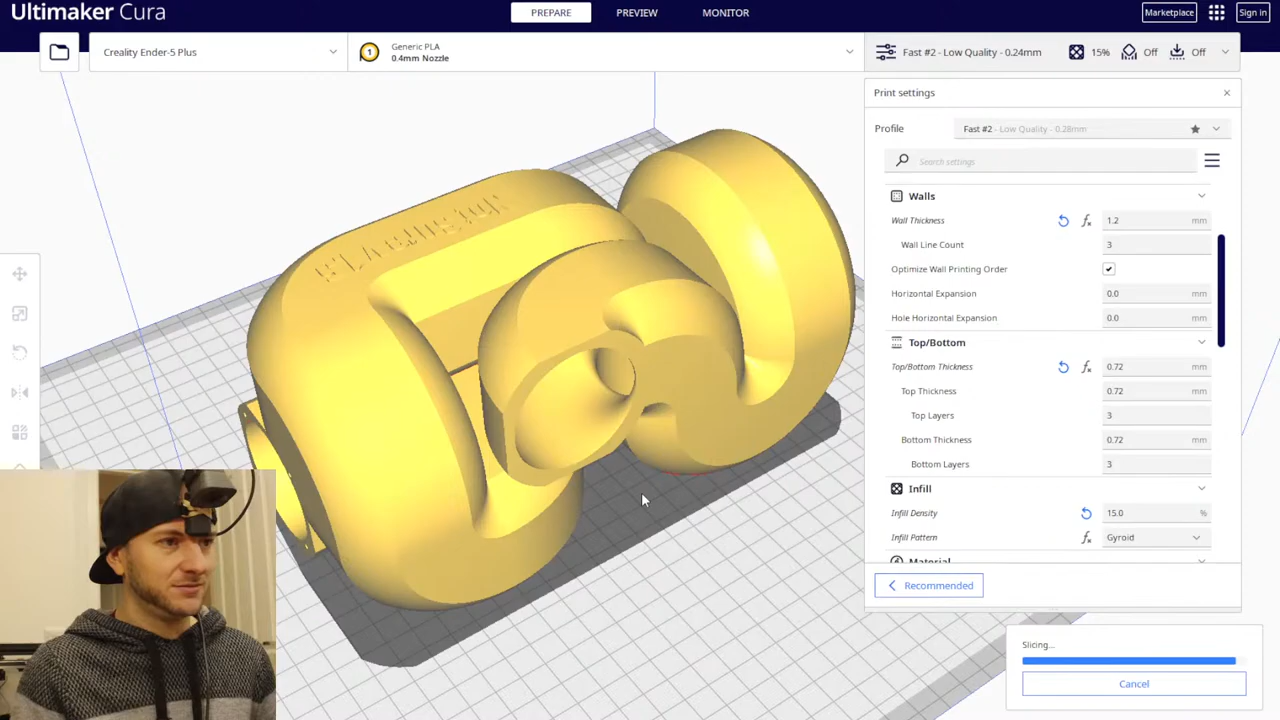 Ultimaker Cura
PREPARE
PREVIEW
MONITOR
Marketplace
Sign in
Creality Ender-5 Plus
1
Generic PLA
0.4mm Nozzle
Fast #2 - Low Quality - 0.24mm
15%
Off
Off
Print settings
Profile
Fast #2 - Low Quality - 0.28mm
Search settings
Walls
Wall Thickness
1.2 mm
Wall Line Count
3
Optimize Wall Printing Order
Horizontal Expansion
0.0 mm
Hole Horizontal Expansion
0.0 mm
Top/Bottom
Top/Bottom Thickness
0.72 mm
Top Thickness
0.72 mm
Top Layers
3
Bottom Thickness
0.72 mm
Bottom Layers
3
Infill
Infill Density
15.0 %
Infill Pattern
Gyroid
Material
Recommended
Slicing...
Cancel